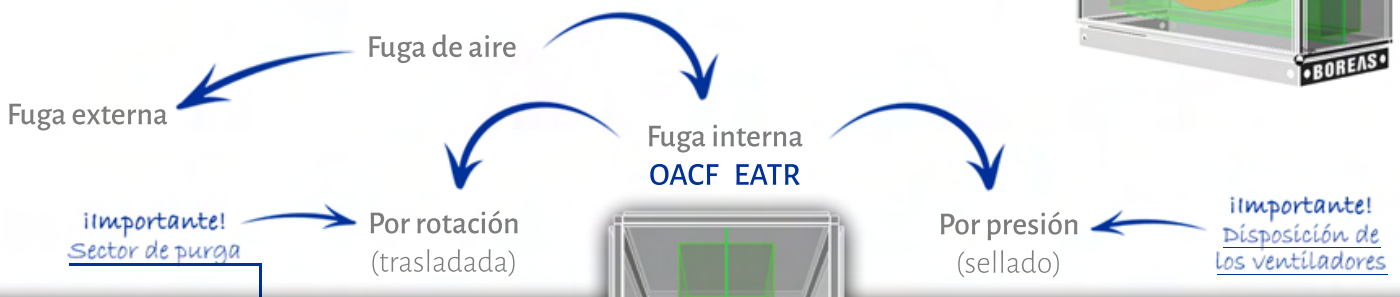 Fuga de aire
Fuga externa
Fuga interna
OACF EATR
¡Importante!
Sector de purga
Por rotación
(trasladada)
Por presión
(sellado)
¡Importante!
Disposición de
los ventiladores
BOREAS